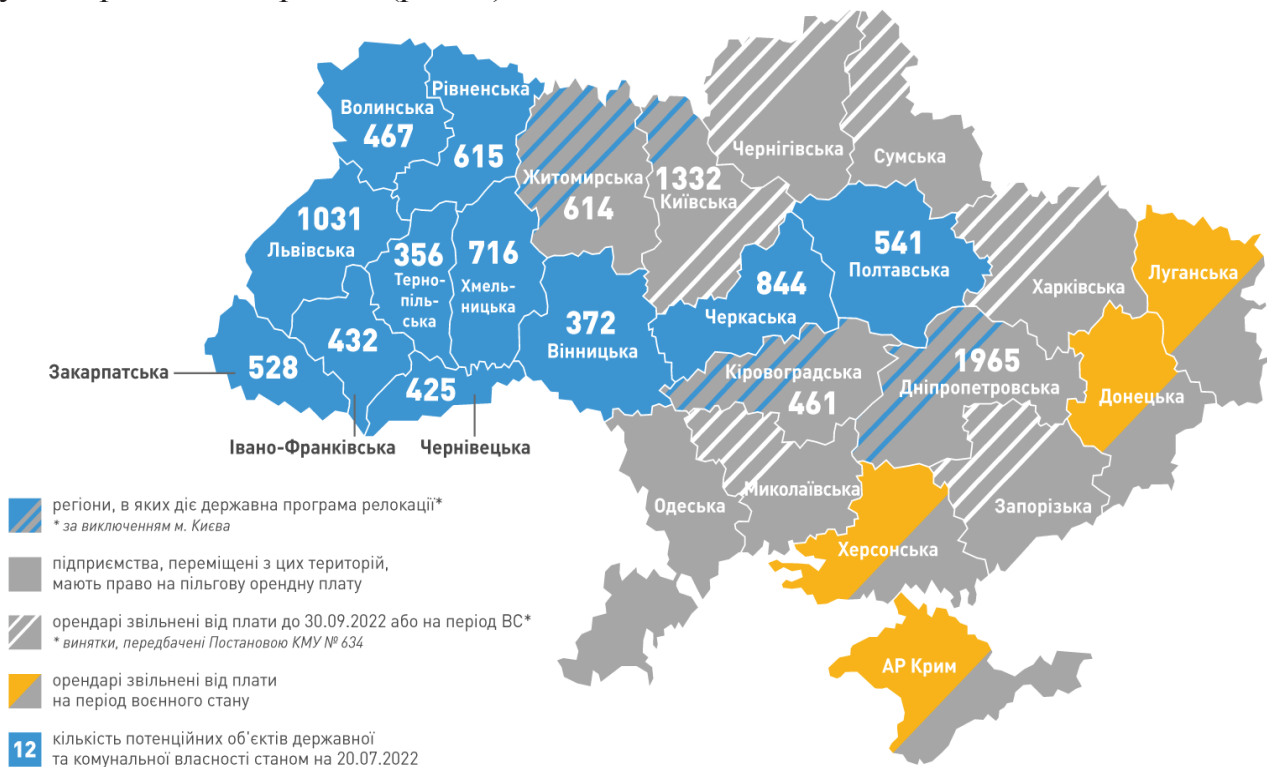 Волинська
467
Рівненська
615
Житомирська
614
1332
Київська
Чернігівська
Сумська
1031
Львівська
356
Терно-
піль-
ська
716
Хмель-
ницька
372
Вінницька
844
Черкаська
541
Полтавська
Харківська
Луганська
Закарпатська
528
432
425
Івано-Франківська
Чернівецька
Кіровоградська
461
1965
Дніпропетровська
Донецька
Одеська
Миколаївська
Запорізька
Херсонська
АР Крим
регіони, в яких діє державна програма релокації*
* за виключенням м. Києва
підприємства, переміщені з цих територій,
мають право на пільгову орендну плату
орендарі звільнені від плати до 30.09.2022 або на період ВС*
* винятки, передбачені Постановою КМУ № 634
орендарі звільнені від плати
на період воєнного стану
12
кількість потенційних об'єктів державної
та комунальної власності станом на 20.07.2022